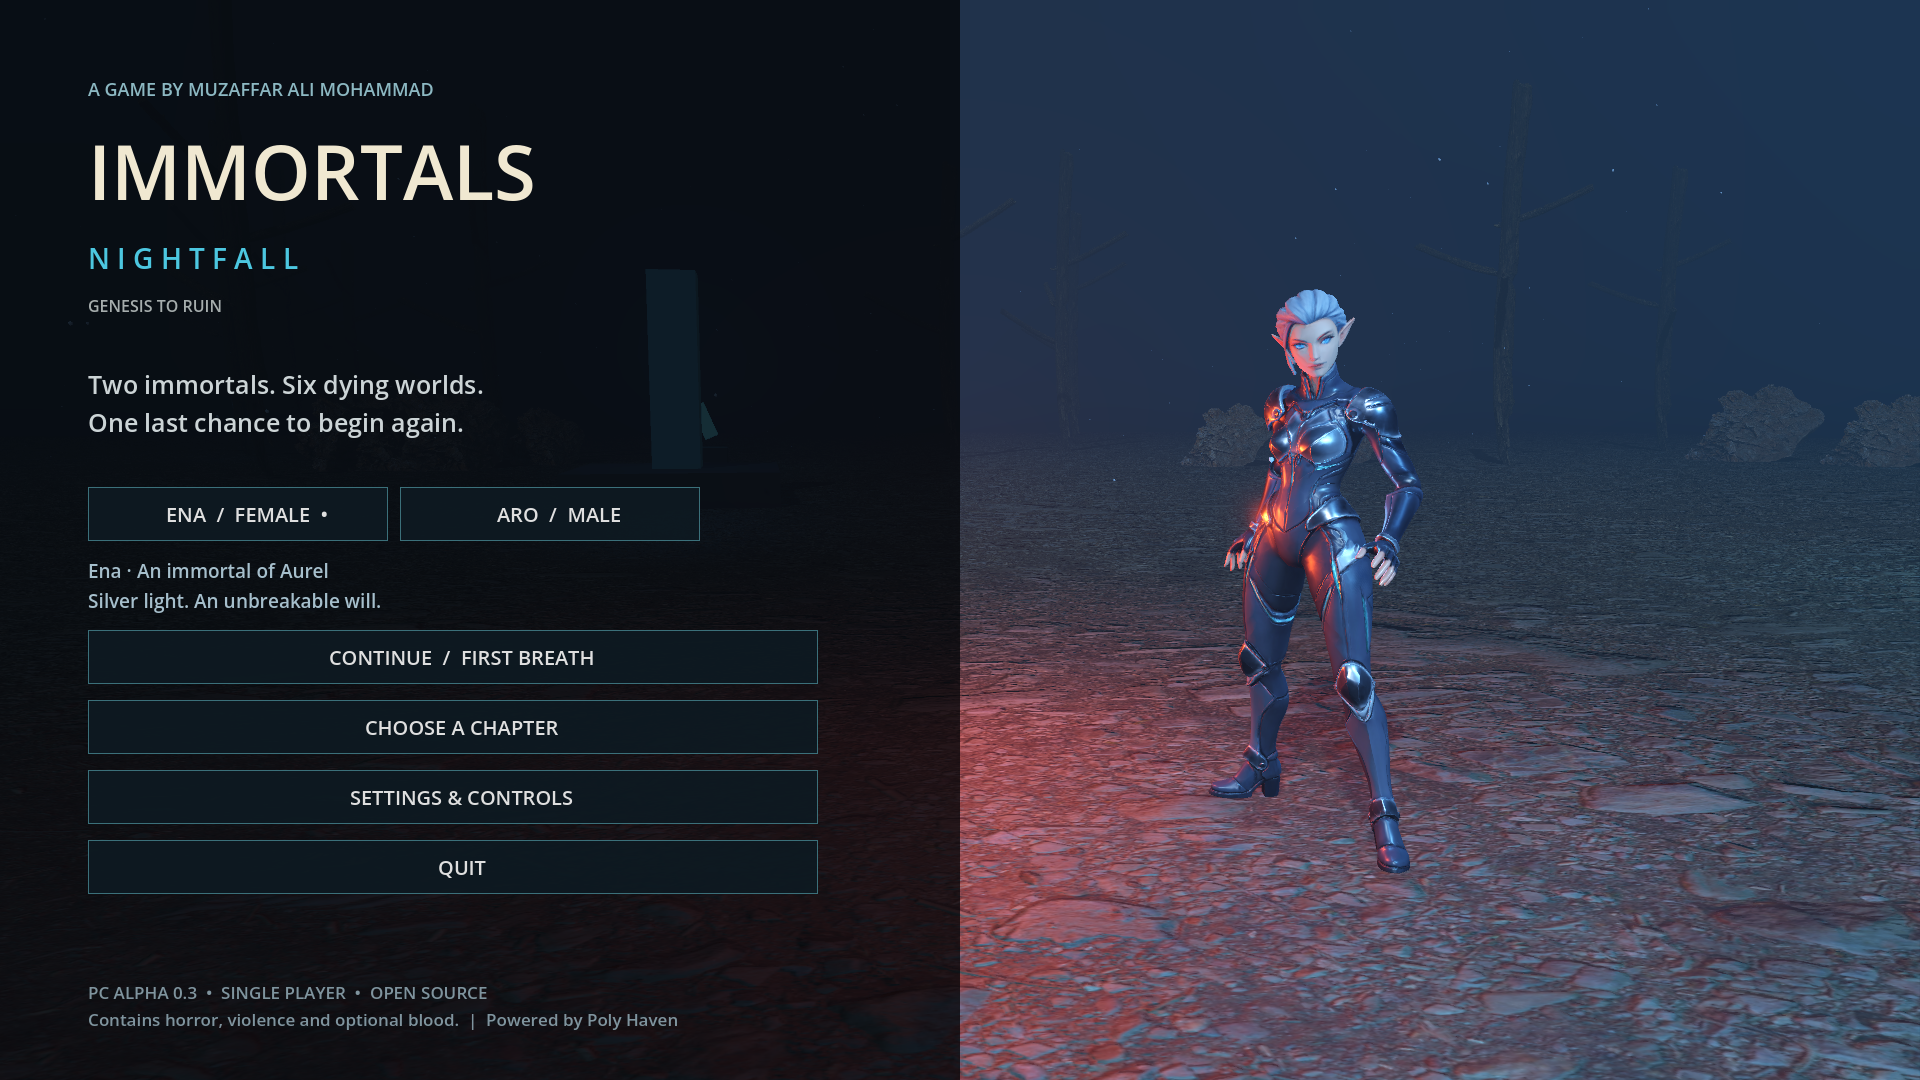 A GAME BY MUZAFFAR ALI MOHAMMAD
IMMORTALS
NIGHTFALL
GENESIS TO RUIN
Two immortals. Six dying worlds.
One last chance to begin again.
ENA / FEMALE •
ARO / MALE
Ena · An immortal of Aurel
Silver light. An unbreakable will.
CONTINUE / FIRST BREATH
CHOOSE A CHAPTER
SETTINGS & CONTROLS
QUIT
PC ALPHA 0.3 • SINGLE PLAYER • OPEN SOURCE
Contains horror, violence and optional blood. | Powered by Poly Haven